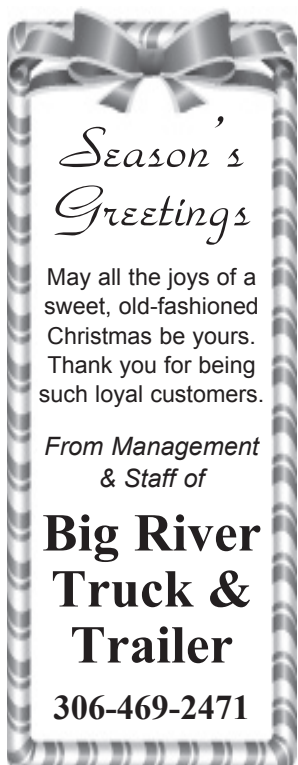 Season's
Greetings
May all the joys of a
sweet, old-fashioned
Christmas be yours.
Thank you for being
such loyal customers.
From Management
& Staff of
Big River
Truck &
Trailer
306-469-2471